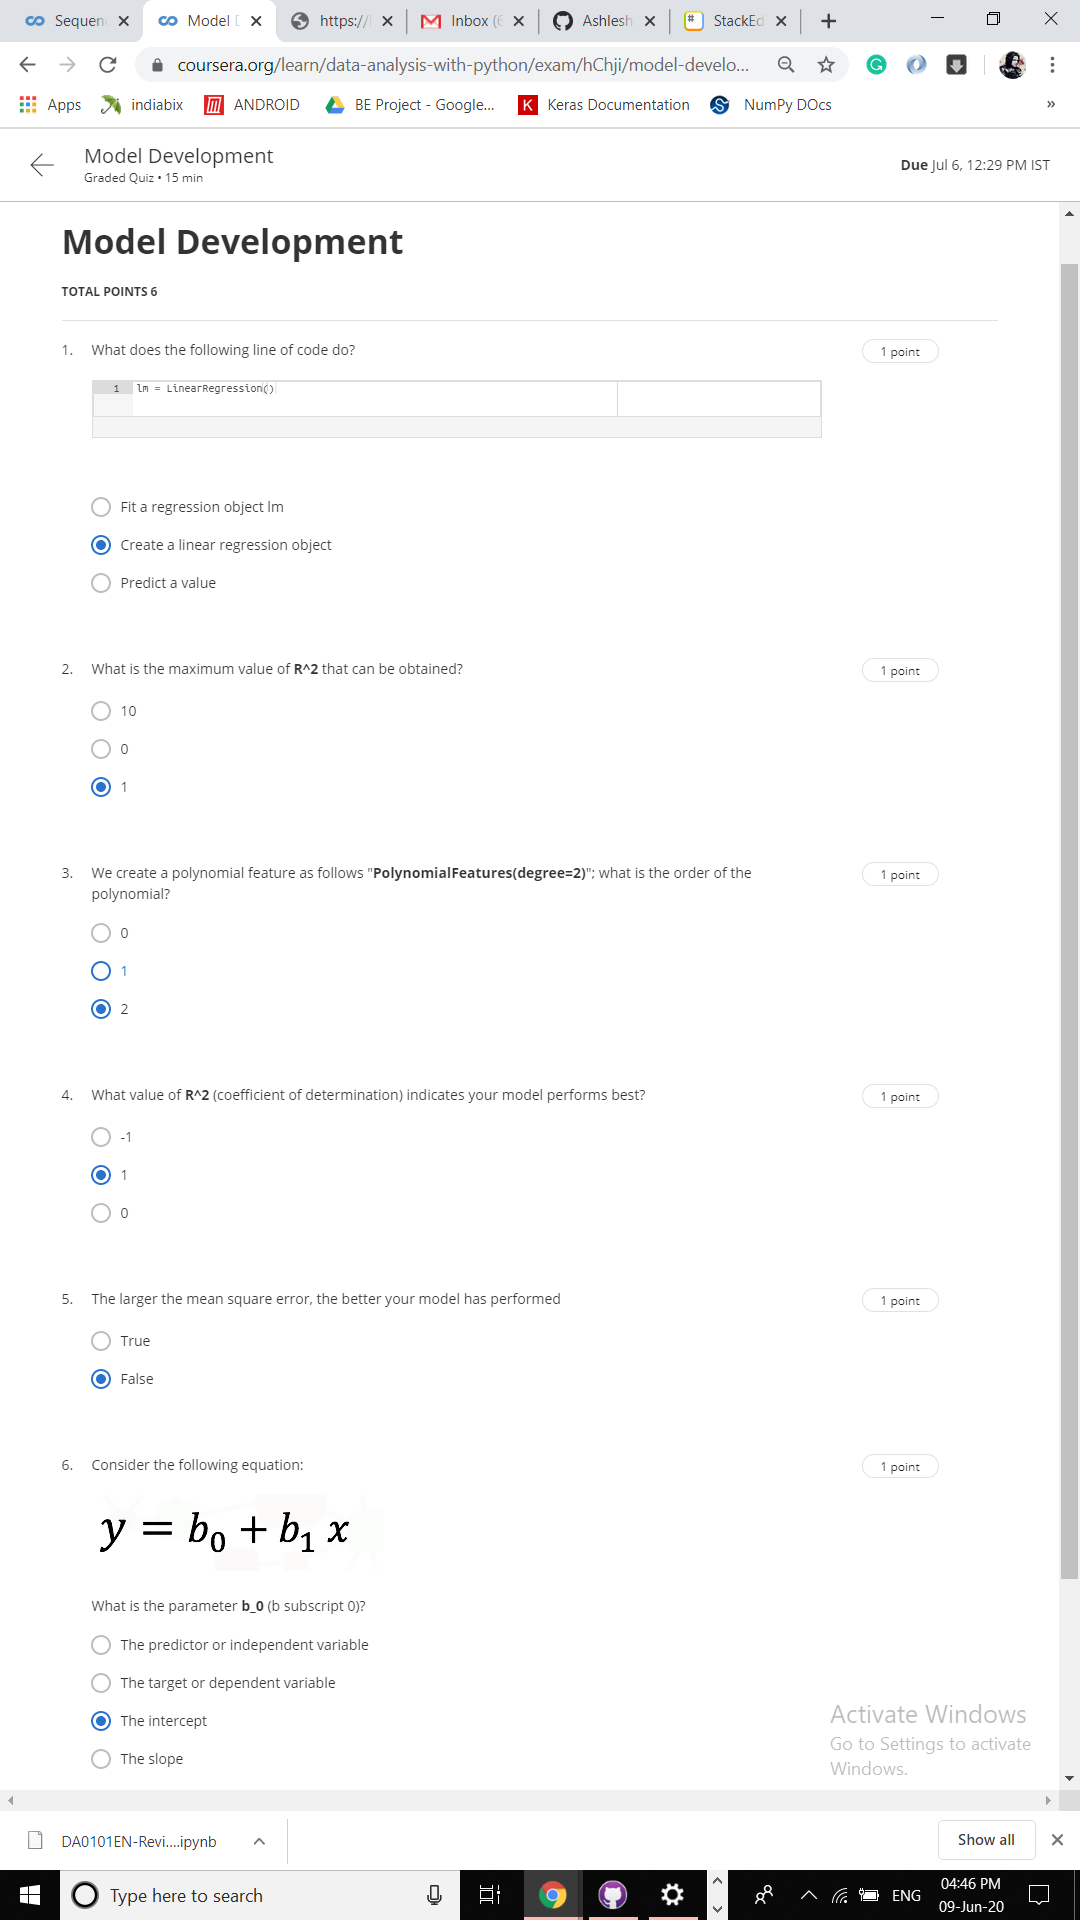 Sequen
Model D
https://
Inbox (6
Ashlesh
StackEd
coursera.org/learn/data-analysis-with-python/exam/hChji/model-develo...
Apps
indiabix
ANDROID
BE Project - Google...
Keras Documentation
NumPy DOcs
»
Model Development
Graded Quiz • 15 min
Due Jul 6, 12:29 PM IST
Model Development
TOTAL POINTS 6
1. What does the following line of code do?
1 point
1 lm = LinearRegression()
Fit a regression object lm
Create a linear regression object
Predict a value
2. What is the maximum value of R^2 that can be obtained?
1 point
10
0
1
3. We create a polynomial feature as follows "PolynomialFeatures(degree=2)"; what is the order of the
polynomial?
1 point
0
1
2
4. What value of R^2 (coefficient of determination) indicates your model performs best?
1 point
-1
1
0
5. The larger the mean square error, the better your model has performed
1 point
True
False
6. Consider the following equation:
1 point
y = b₀ + b₁ x
What is the parameter b_0 (b subscript 0)?
The predictor or independent variable
The target or dependent variable
The intercept
The slope
Activate Windows
Go to Settings to activate
Windows.
DA0101EN-Revi....ipynb
Show all
Type here to search
ENG
04:46 PM
09-Jun-20